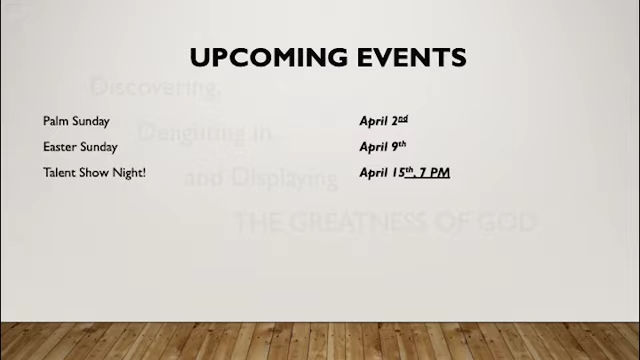 UPCOMING EVENTS
Discovering,
Palm Sunday April 2nd
Delighting in
Easter Sunday April 9th
Talent Show Night! April 15th, 7 PM
and Displaying
THE GREATNESS OF GOD